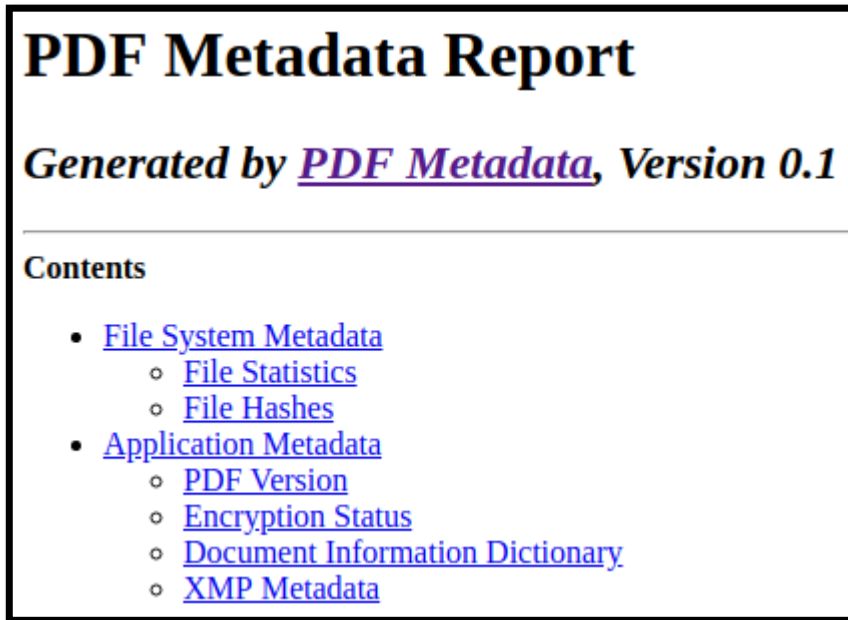 PDF Metadata Report
Generated by PDF Metadata, Version 0.1
Contents
File System Metadata
File Statistics
File Hashes
Application Metadata
PDF Version
Encryption Status
Document Information Dictionary
XMP Metadata